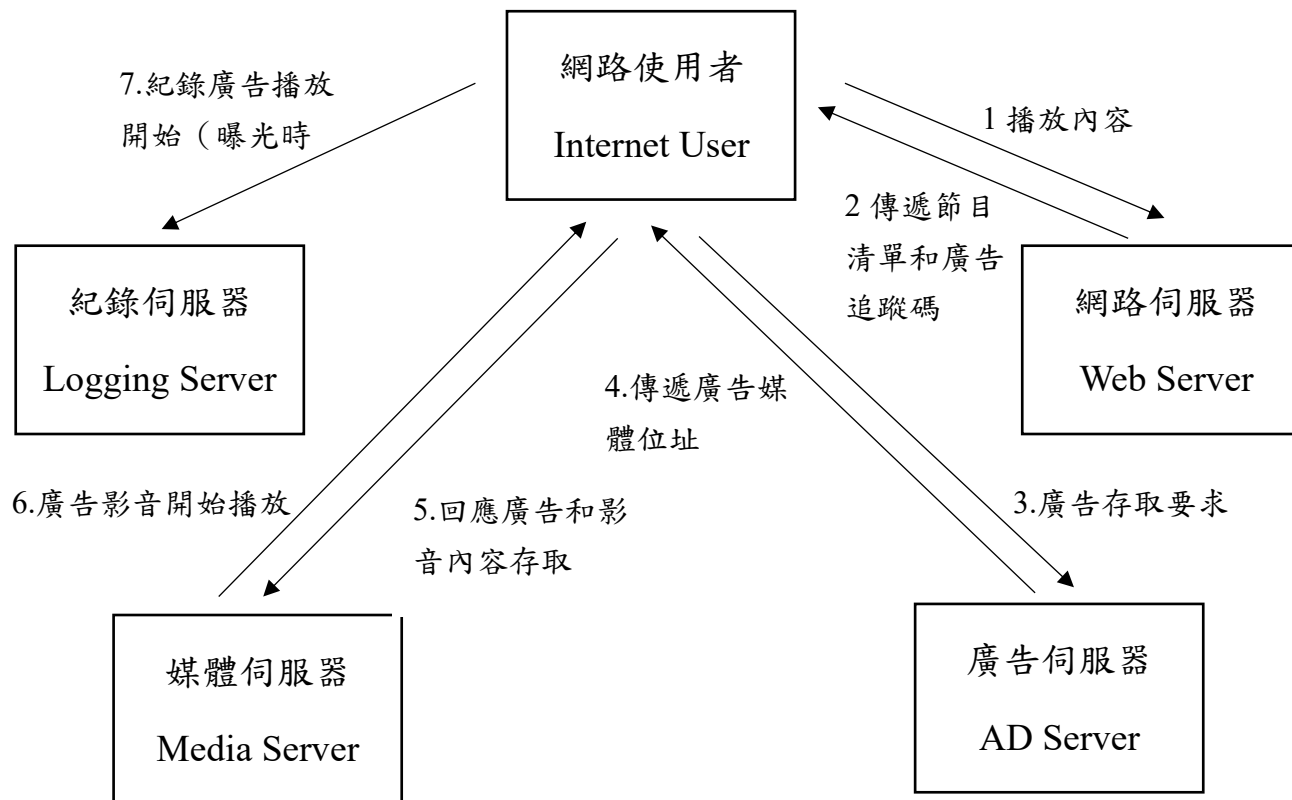 網路使用者
Internet User
7.紀錄廣告播放
開始（曝光時
1 播放內容
2 傳遞節目
清單和廣告
追蹤碼
紀錄伺服器
Logging Server
網路伺服器
Web Server
4.傳遞廣告媒
體位址
6.廣告影音開始播放
5.回應廣告和影
音內容存取
3.廣告存取要求
媒體伺服器
Media Server
廣告伺服器
AD Server